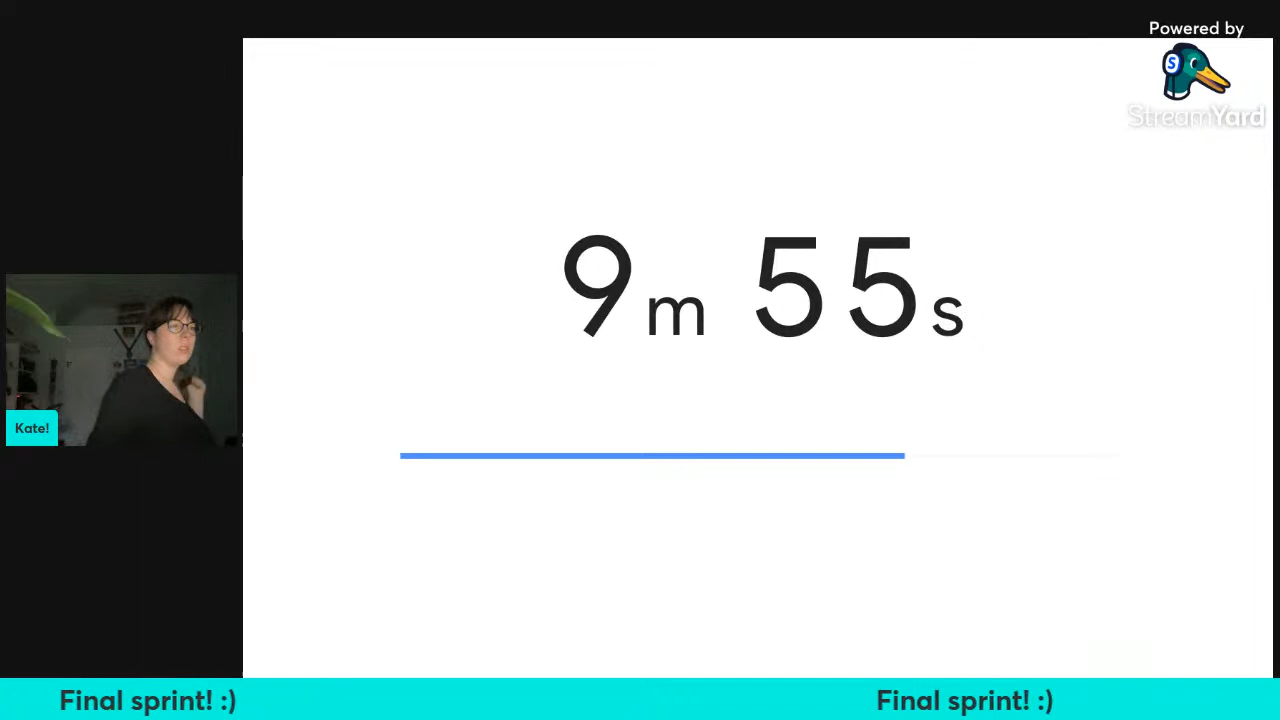 Powered by
S
StreamYard
9m 55s
Kate!
Final sprint! :)
Final sprint! :)